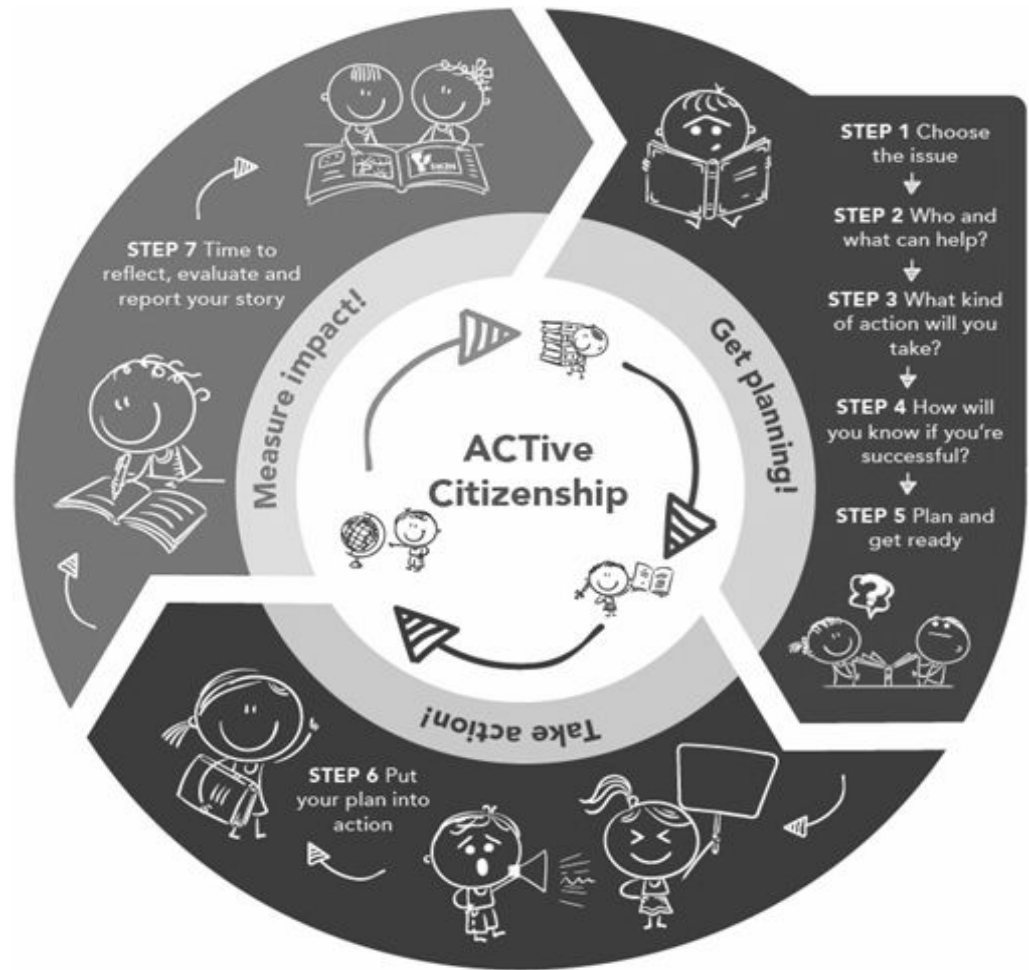 STEP 1 Choose
the issue
STEP 2 Who and
what can help?
STEP 3 What kind
of action will you
take?
STEP 4 How will
you know if you're
successful?
STEP 5 Plan and
get ready
?
Get planning!
STEP 6 Put
your plan into
action
Take action!
STEP 7 Time to
reflect, evaluate and
report your story
Measure impact!
ACTive
Citizenship